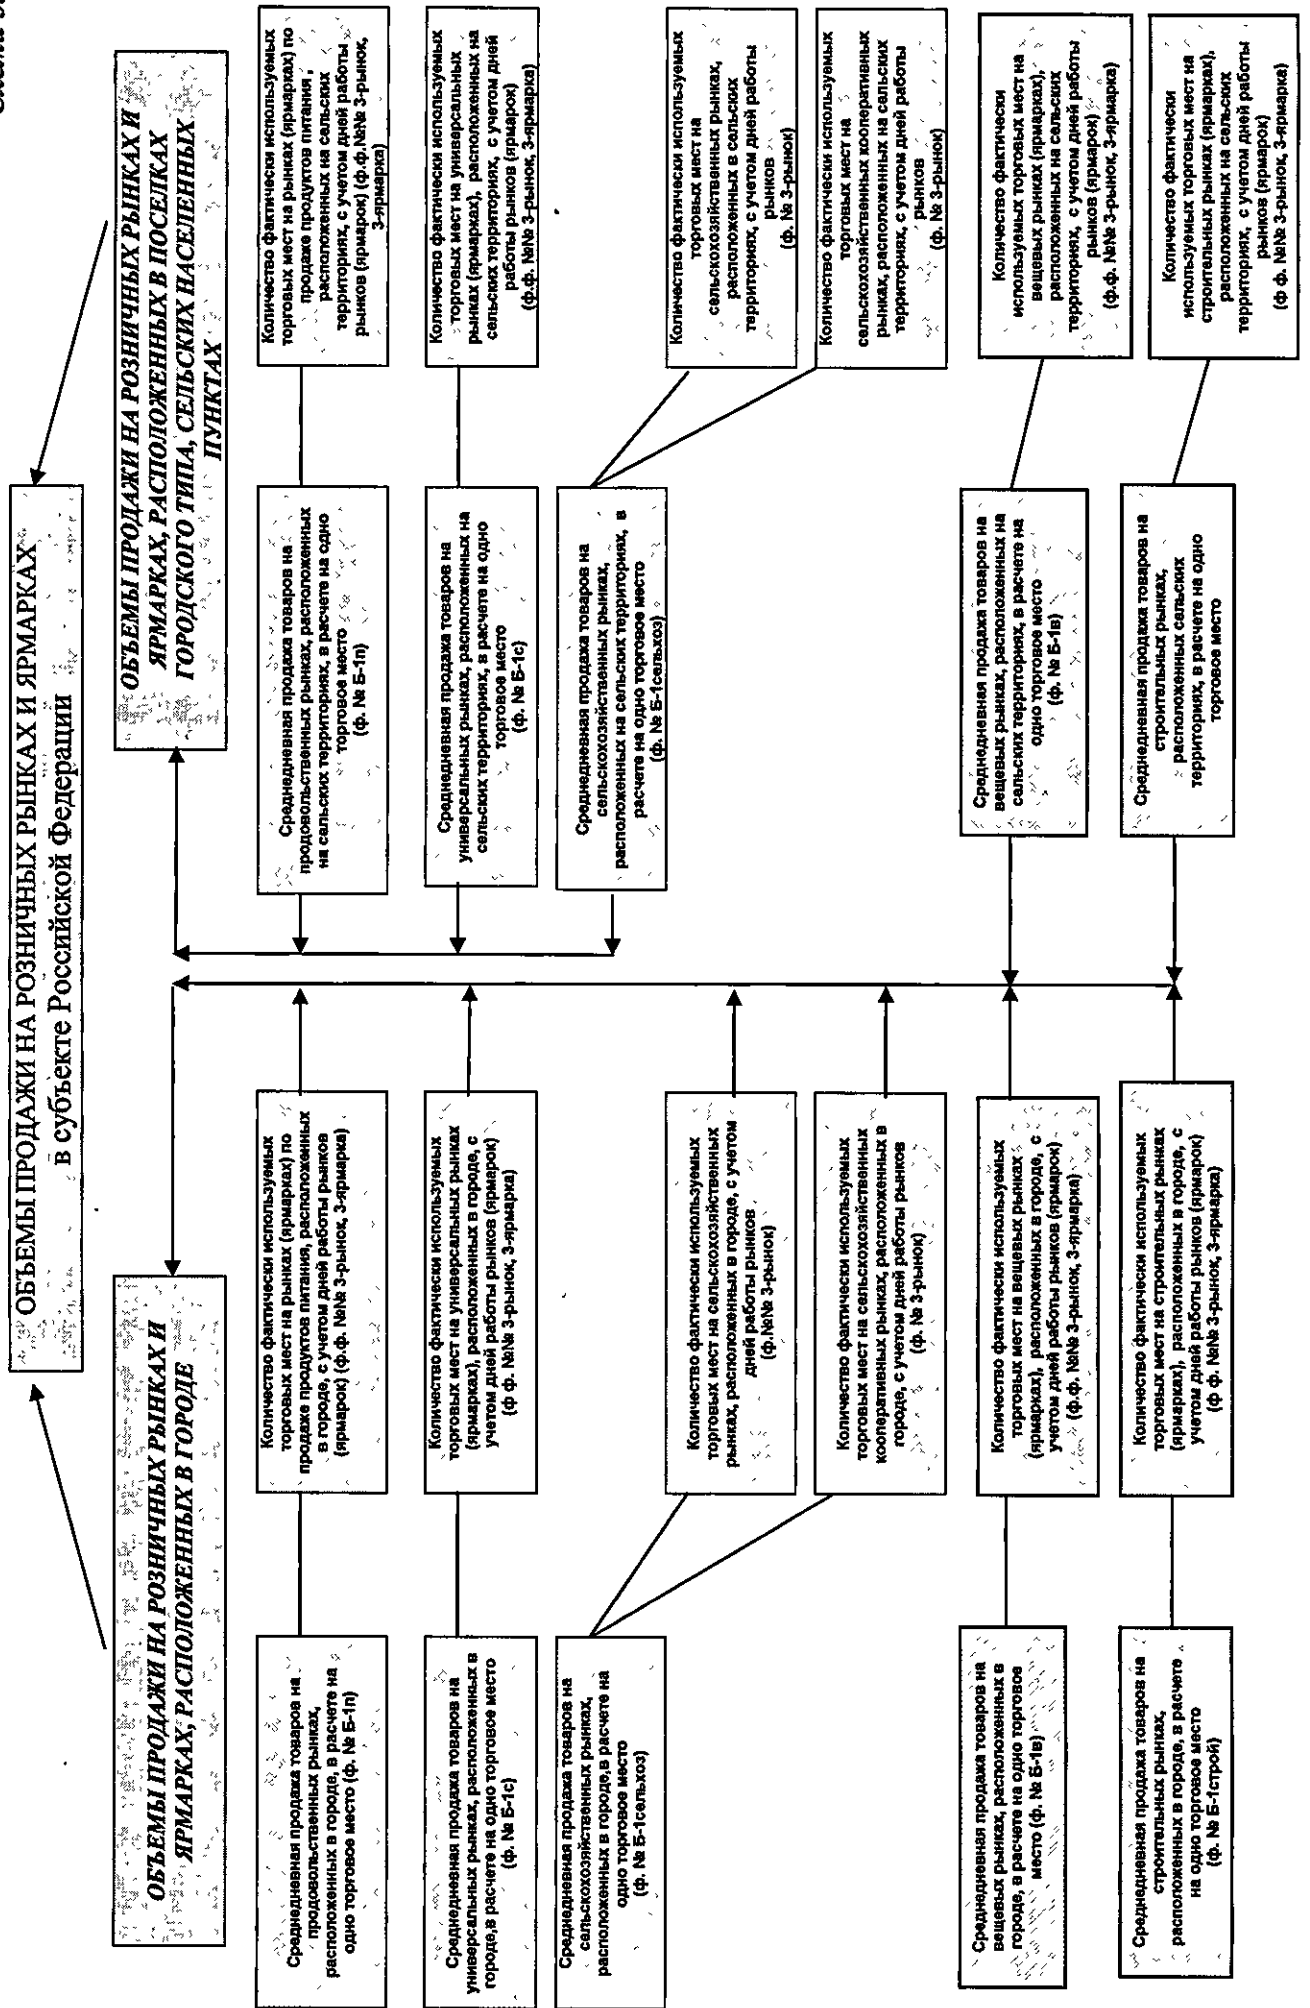 ОБЪЕМЫ ПРОДАЖИ НА РОЗНИЧНЫХ РЫНКАХ И ЯРМАРКАХ
в субъекте Российской Федерации
ОБЪЕМЫ ПРОДАЖИ НА РОЗНИЧНЫХ РЫНКАХ И
ЯРМАРКАХ, РАСПОЛОЖЕННЫХ В ГОРОДЕ
ОБЪЕМЫ ПРОДАЖИ НА РОЗНИЧНЫХ РЫНКАХ И
ЯРМАРКАХ, РАСПОЛОЖЕННЫХ В ПОСЕЛКАХ
ГОРОДСКОГО ТИПА, СЕЛЬСКИХ НАСЕЛЕННЫХ
ПУНКТАХ
Среднедневная продажа товаров на
продовольственных рынках,
расположенных в городе, в расчете на
одно торговое место (ф. № Б-1п)
Количество фактически используемых
торговых мест на рынках (ярмарках) по
продаже продуктов питания, расположенных
в городе, с учетом дней работы рынков
(ярмарок) (ф.ф. №№ 3-рынок, 3-ярмарка)
Среднедневная продажа товаров на
продовольственных рынках, расположенных
на сельских территориях, в расчете на одно
торговое место
(ф. № Б-1п)
Количество фактически используемых
торговых мест на рынках (ярмарках) по
продаже продуктов питания ,
расположенных на сельских
территориях, с учетом дней работы
рынков (ярмарок) (ф.ф.№№ 3-рынок,
3-ярмарка)
Среднедневная продажа товаров на
универсальных рынках, расположенных в
городе,в расчете на одно торговое место
(ф. № Б-1с)
Количество фактически используемых
торговых мест на универсальных рынках
(ярмарках), расположенных в городе, с
учетом дней работы рынков (ярмарок)
(ф ф. №№ 3-рынок, 3-ярмарка)
Среднедневная продажа товаров на
универсальных рынках, расположенных на
сельских территориях, в расчете на одно
торговое место
(ф. № Б-1с)
Количество фактически используемых
торговых мест на универсальных
рынках (ярмарках), расположенных на
сельских территориях, с учетом дней
работы рынков (ярмарок)
(ф.ф. №№ 3-рынок, 3-ярмарка)
Среднедневная продажа товаров на
сельскохозяйственных рынках,
расположенных в городе,в расчете на
одно торговое место
(ф. № Б-1сельхоз)
Количество фактически используемых
торговых мест на сельскохозяйственных
рынках, расположенных в городе, с учетом
дней работы рынков
(ф.№№ 3-рынок)
Среднедневная продажа товаров на
сельскохозяйственных рынках,
расположенных на сельских территориях, в
расчете на одно торговое место
(ф. № Б-1сельхоз)
Количество фактически используемых
торговых мест на
сельскохозяйственных рынках,
расположенных в сельских
территориях, с учетом дней работы
рынков
(ф. № 3-рынок)
Количество фактически используемых
торговых мест на сельскохозяйственных
кооперативных рынках, расположенных в
городе, с учетом дней работы рынков
(ф. № 3-рынок)
Количество фактически используемых
торговых мест на
сельскохозяйственных кооперативных
рынках, расположенных на сельских
территориях, с учетом дней работы
рынков
(ф. № 3-рынок)
Среднедневная продажа товаров на
вещевых рынках, расположенных в
городе, в расчете на одно торговое
место (ф. № Б-1в)
Количество фактически используемых
торговых мест на вещевых рынках
(ярмарках), расположенных в городе, с
учетом дней работы рынков (ярмарок)
(ф.ф. №№ 3-рынок, 3-ярмарка)
Среднедневная продажа товаров на
вещевых рынках, расположенных на
сельских территориях, в расчете на
одно торговое место
(ф. № Б-1в)
Количество фактически
используемых торговых мест на
вещевых рынках (ярмарках),
расположенных на сельских
территориях, с учетом дней работы
рынков (ярмарок)
(ф.ф. №№ 3-рынок, 3-ярмарка)
Среднедневная продажа товаров на
строительных рынках,
расположенных в городе, в расчете
на одно торговое место
(ф. № Б-1строй)
Количество фактически используемых
торговых мест на строительных рынках
(ярмарках), расположенных в городе, с
учетом дней работы рынков (ярмарок)
(ф ф. №№ 3-рынок, 3-ярмарка)
Среднедневная продажа товаров на
строительных рынках,
расположенных сельских
территориях, в расчете на одно
торговое место
Количество фактически
используемых торговых мест на
строительных рынках (ярмарках),
расположенных на сельских
территориях, с учетом дней работы
рынков (ярмарок)
(ф ф. №№ 3-рынок, 3-ярмарка)